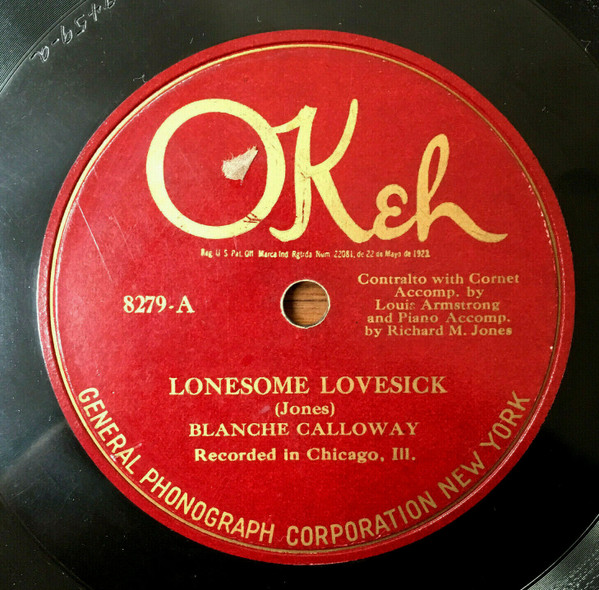 OKeh
Reg. U S Pat. Off Marca Ind Rgtrda Num. 22081, de 22 de Mayo de 1923.
8279-A
Contralto with Cornet
Accomp. by
Louis Armstrong
and Piano Accomp.
by Richard M. Jones
LONESOME LOVESICK
(Jones)
BLANCHE CALLOWAY
Recorded in Chicago, Ill.
GENERAL PHONOGRAPH CORPORATION NEW YORK